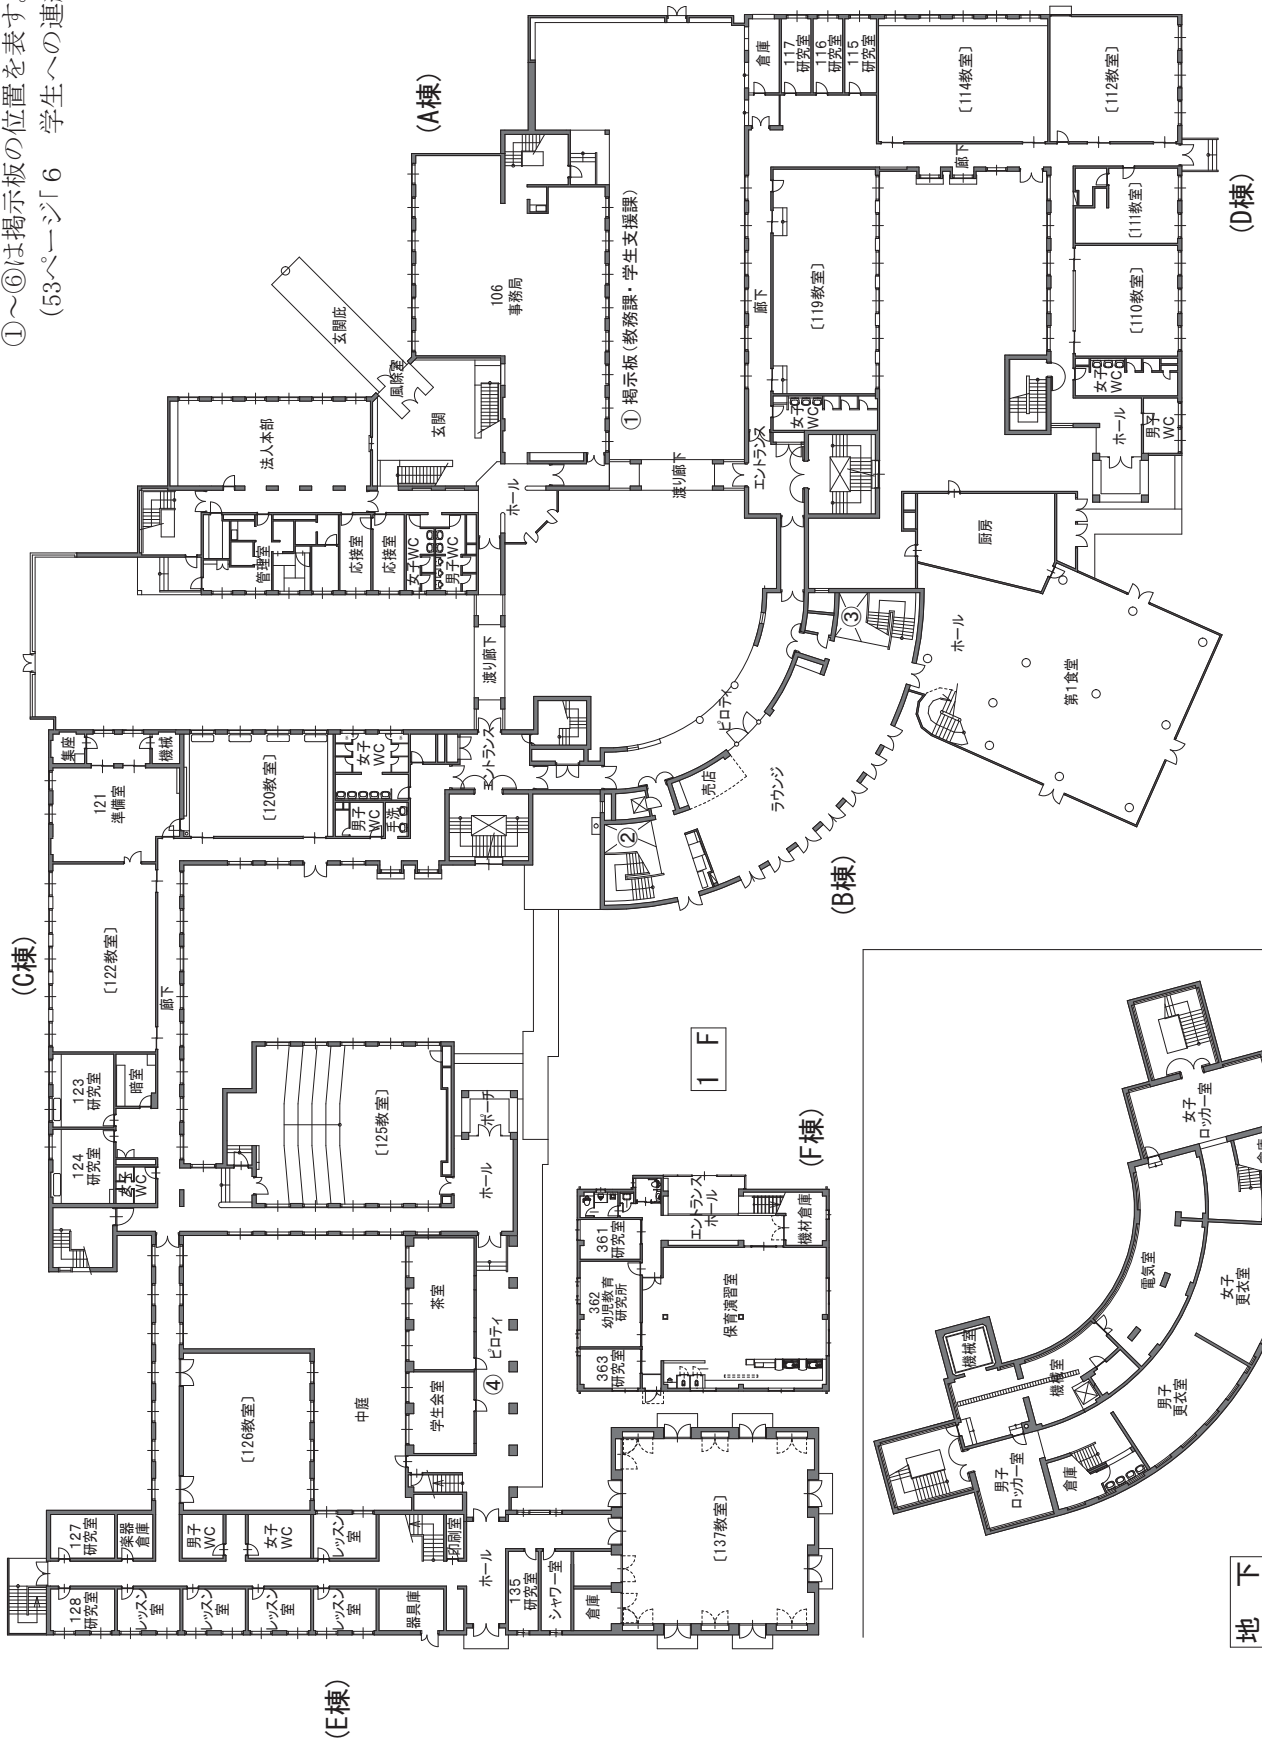 ①～⑥は掲示板の位置を表す。
(53ページ「6　学生への連
(A棟)
玄関庇
風除室
玄関
106
事務局
① 掲示板(教務課・学生支援課)
法人本部
管理室
応接室
応接室
女子WC
男子WC
ホール
渡り廊下
渡り廊下
(D棟)
倉庫
117
研究室
116
研究室
115
研究室
[114教室]
[112教室]
廊下
廊下
[119教室]
[111教室]
[110教室]
女子
WC
女子
WC
男子
WC
ホール
エントランス
厨房
ホール
第1食堂
③
ピロティ
売店
ラウンジ
②
(B棟)
(C棟)
集塵
機械
121
準備室
[120教室]
女子
WC
男子
WC
手洗
エントランス
[122教室]
廊下
123
研究室
暗室
124
研究室
女子
WC
[125教室]
ポーチ
ホール
1 F
(F棟)
361
研究室
362
幼児教育
研究所
363
研究室
エントランス
ホール
機材倉庫
保育演習室
茶室
学生会室
④
ピロティ
中庭
[126教室]
127
研究室
楽器
倉庫
男子
WC
女子
WC
レッスン
室
印刷室
128
研究室
レッスン
室
レッスン
室
レッスン
室
レッスン
室
器具庫
ホール
135
研究室
シャワー室
倉庫
[137教室]
(E棟)
地 下
女子
ロッカー室
電気室
女子
更衣室
機械室
機械室
男子
更衣室
男子
ロッカー室
倉庫